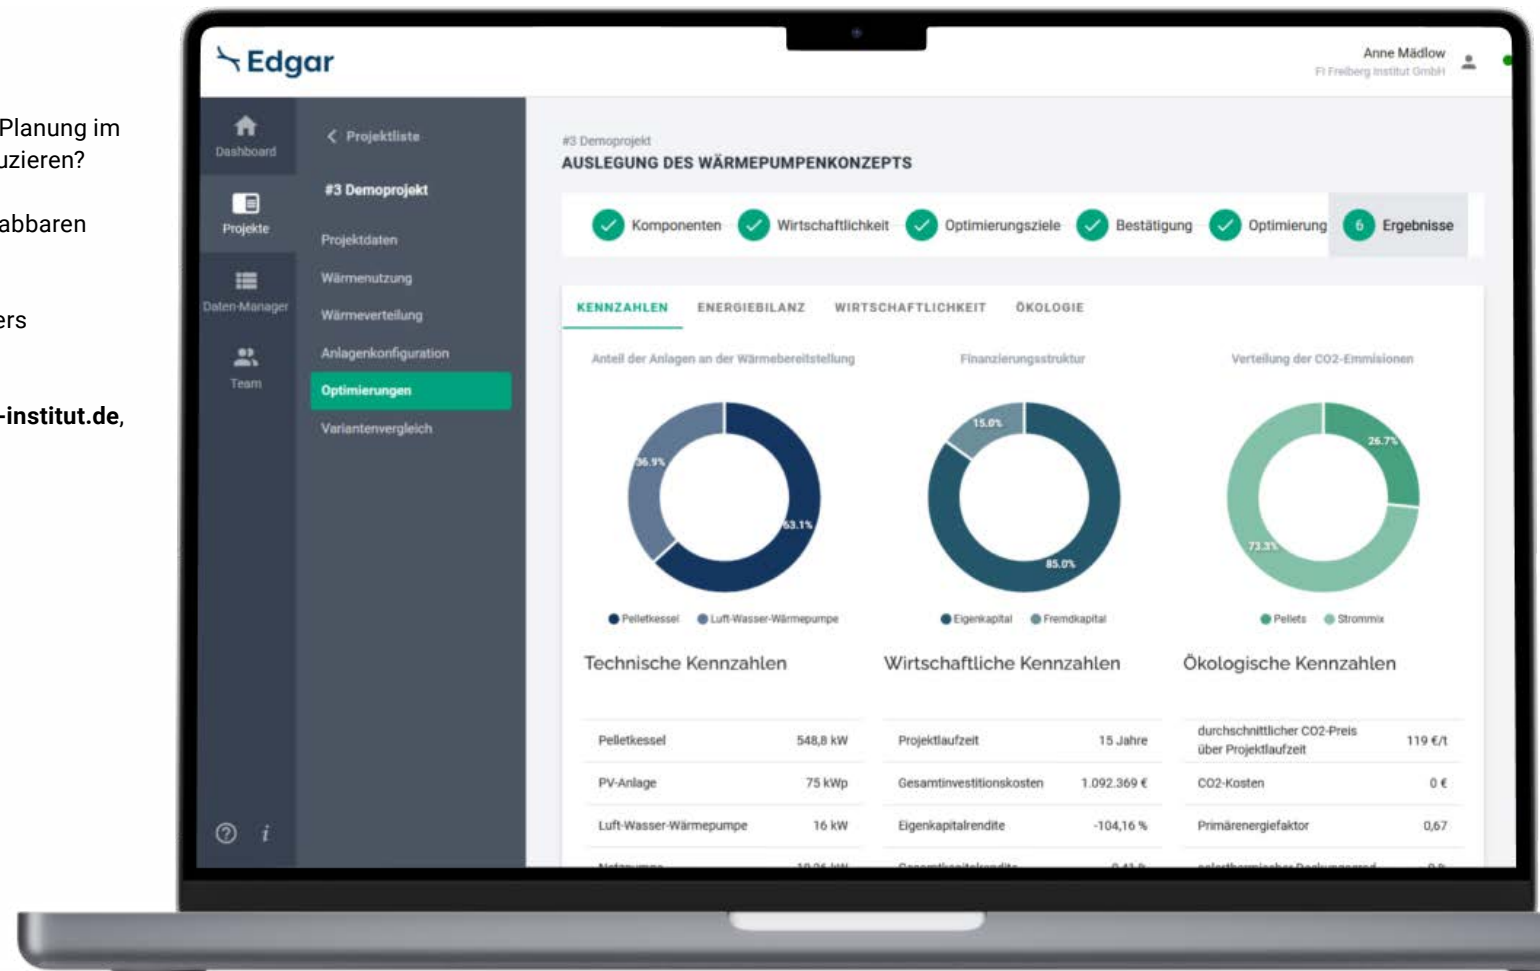 Planung im
uzieren?
abbaren
ers
-institut.de,
Edgar
Anne Mädlow
FI Freiberg Institut GmbH
Dashboard
Projekte
Daten-Manager
Team
Projektliste
#3 Demoprojekt
Projektdaten
Wärmenutzung
Wärmeverteilung
Anlagenkonfiguration
Optimierungen
Variantenvergleich
i
#3 Demoprojekt
AUSLEGUNG DES WÄRMEPUMPENKONZEPTS
Komponenten Wirtschaftlichkeit Optimierungsziele Bestätigung Optimierung 6 Ergebnisse
KENNZAHLEN ENERGIEBILANZ WIRTSCHAFTLICHKEIT ÖKOLOGIE
Anteil der Anlagen an der Wärmebereitstellung
36.9%
63.1%
Pelletkessel Luft-Wasser-Wärmepumpe
Finanzierungsstruktur
15.0%
85.0%
Eigenkapital Fremdkapital
Verteilung der CO2-Emmisionen
26.7%
73.3%
Pellets Strommix
Technische Kennzahlen
Pelletkessel 548,8 kW
PV-Anlage 75 kWp
Luft-Wasser-Wärmepumpe 16 kW
Wirtschaftliche Kennzahlen
Projektlaufzeit 15 Jahre
Gesamtinvestitionskosten 1.092.369 €
Eigenkapitalrendite -104,16 %
Ökologische Kennzahlen
durchschnittlicher CO2-Preis
über Projektlaufzeit 119 €/t
CO2-Kosten 0 €
Primärenergiefaktor 0,67